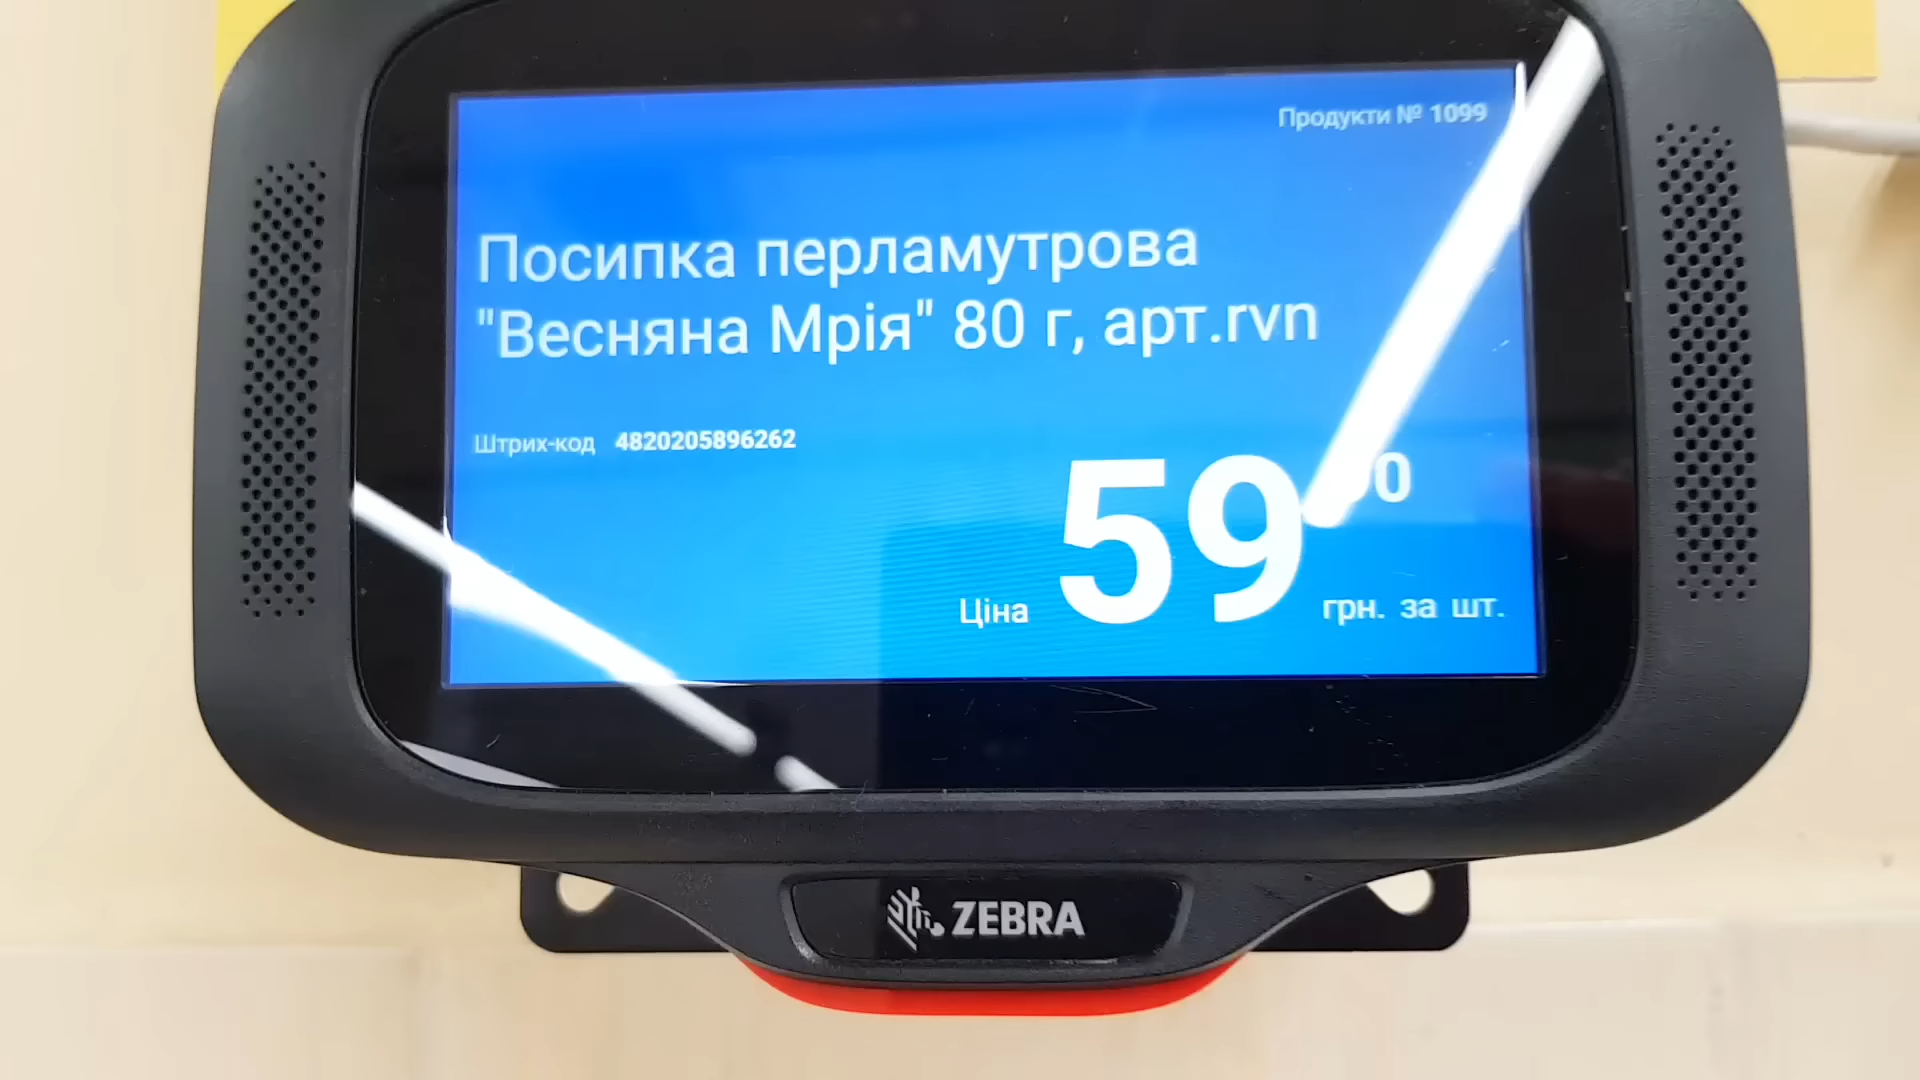 Продукти № 1099
Посипка перламутрова
"Весняна Мрія" 80 г, арт.rvn
Штрих-код 4820205896262
Ціна 59 грн. за шт.
ZEBRA